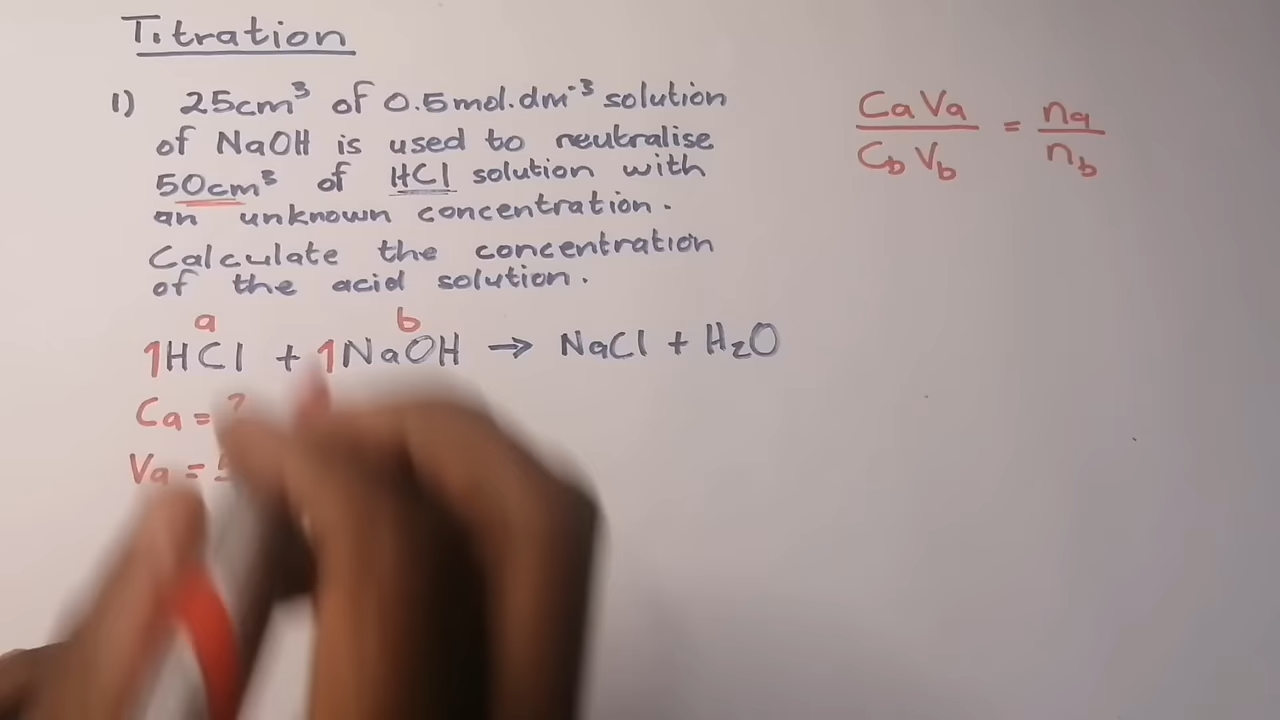 Titration
1) 25cm³ of 0.5mol.dm⁻³ solution
of NaOH is used to neutralise
50cm³ of HCl solution with
an unknown concentration.
Calculate the concentration
of the acid solution.
CaVa / CbVb = na / nb
a b
1HCl + 1NaOH → NaCl + H₂O
Ca = ?
Va = 5